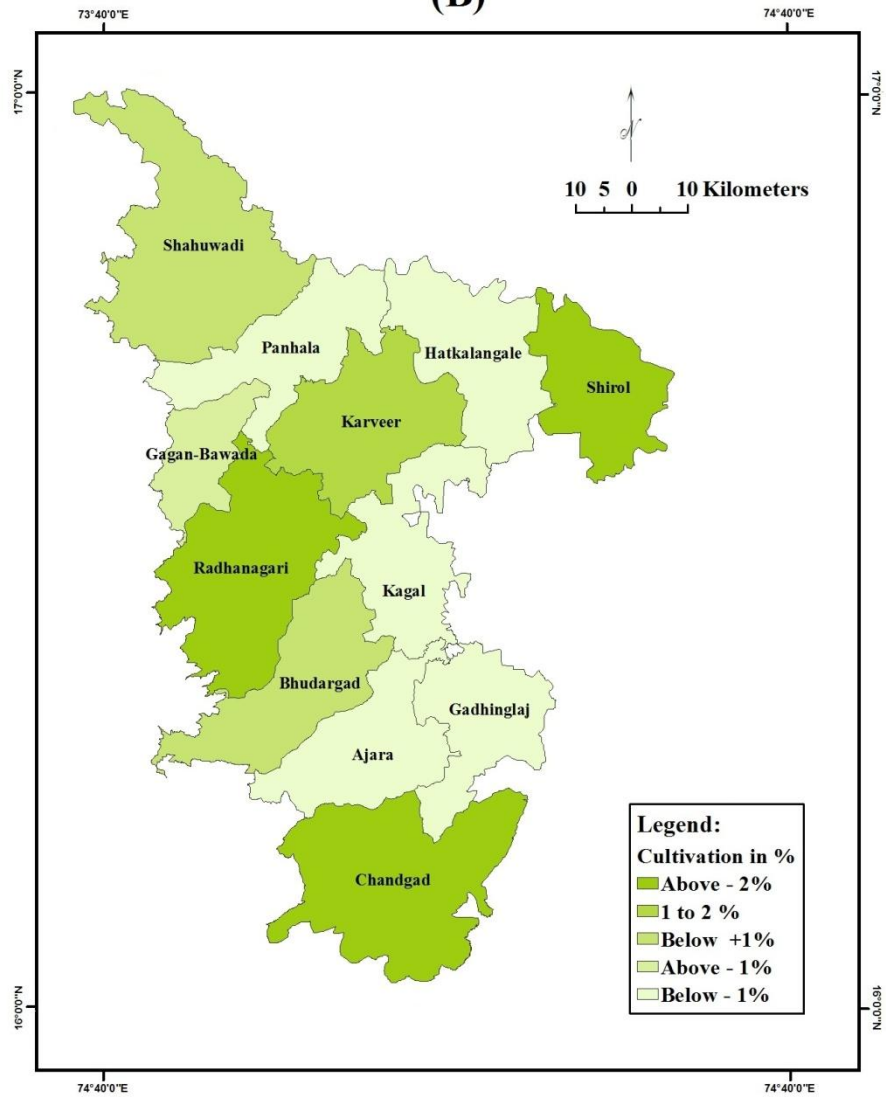 (B)
73°40'0"E
74°40'0"E
17°0'0"N
17°0'0"N
N
10 5 0 10 Kilometers
Shahuwadi
Panhala
Hatkalangale
Shirol
Karveer
Gagan-Bawada
Radhanagari
Kagal
Bhudargad
Gadhinglaj
Ajara
Chandgad
Legend:
Cultivation in %
Above - 2%
1 to 2 %
Below +1%
Above - 1%
Below - 1%
16°0'0"N
16°0'0"N
74°40'0"E
74°40'0"E